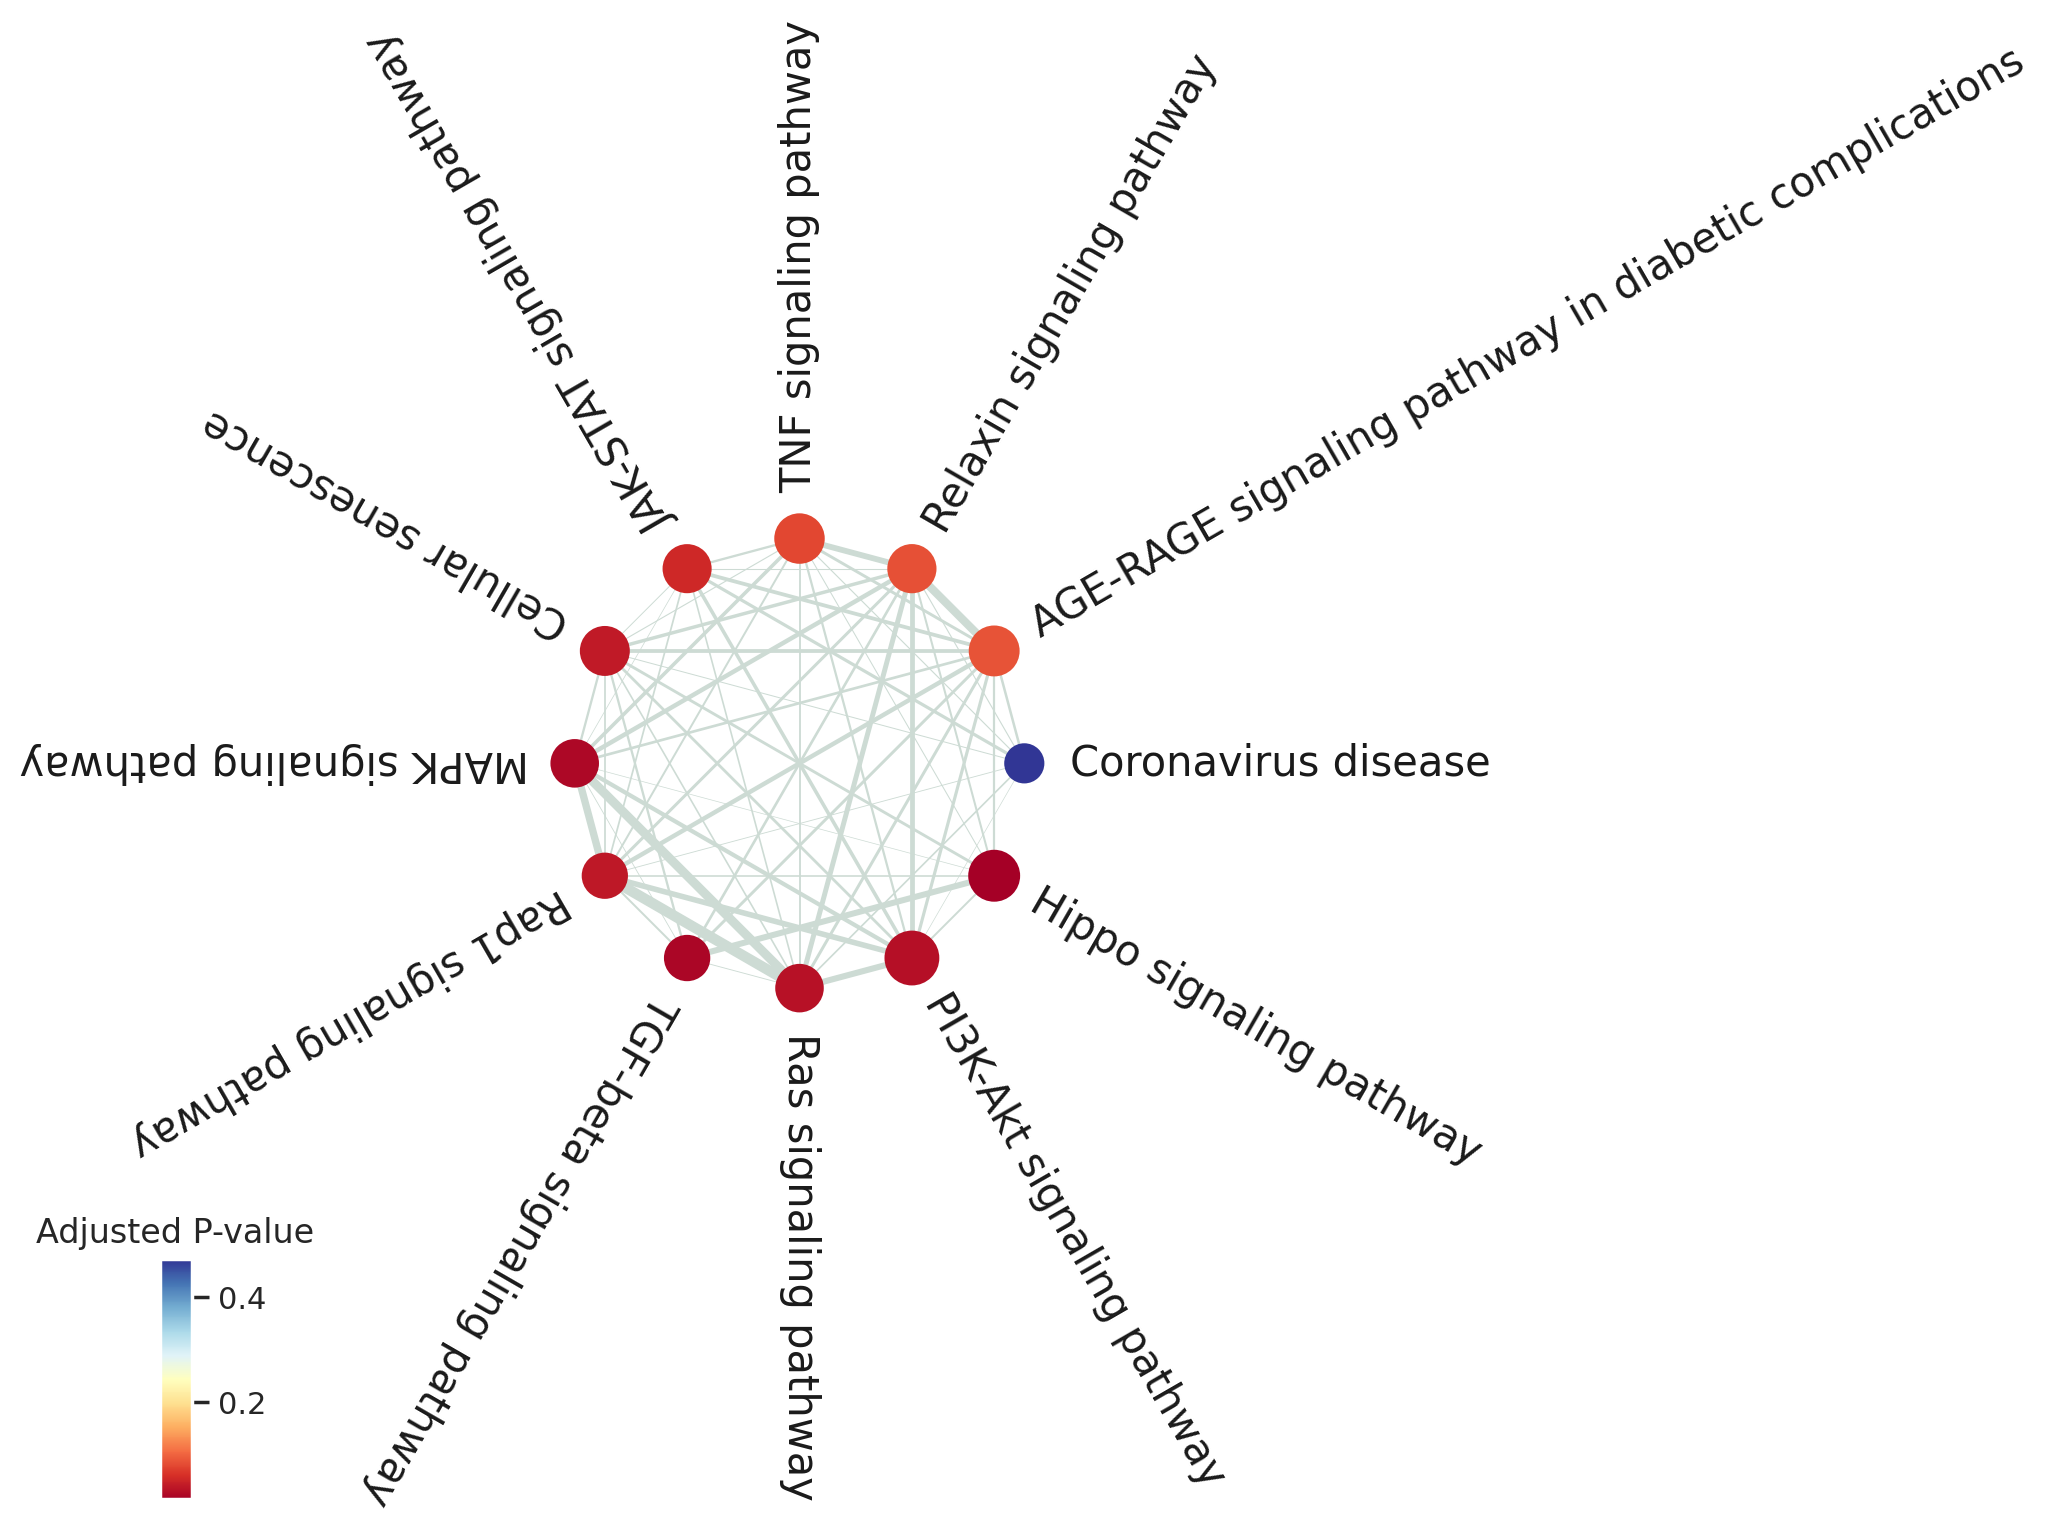 JAK-STAT signaling pathway
TNF signaling pathway
Relaxin signaling pathway
AGE-RAGE signaling pathway in diabetic complications
Cellular senescence
MAPK signaling pathway
Coronavirus disease
Rap1 signaling pathway
Hippo signaling pathway
TGF-beta signaling pathway
Ras signaling pathway
PI3K-Akt signaling pathway
Adjusted P-value
0.4
0.2